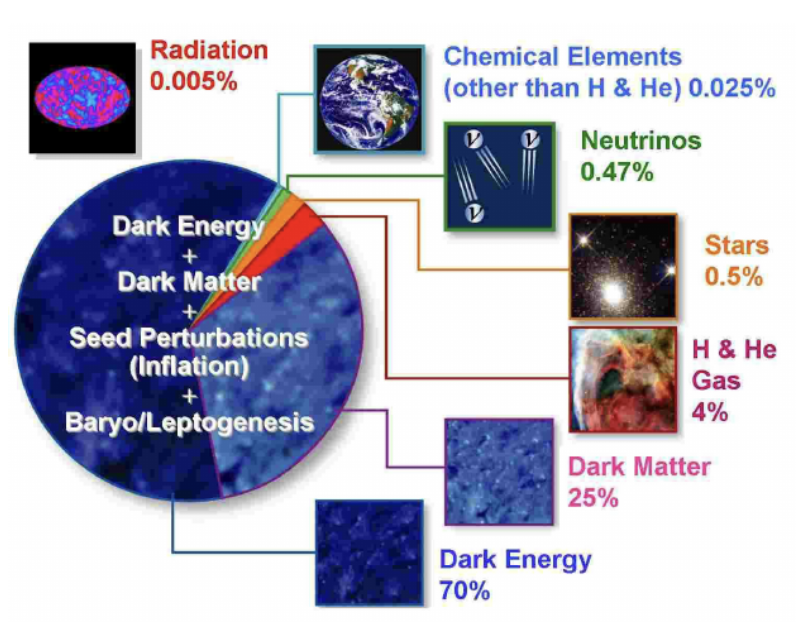 Radiation
0.005%
Chemical Elements
(other than H & He) 0.025%
ν
ν
ν
Neutrinos
0.47%
Stars
0.5%
H & He
Gas
4%
Dark Matter
25%
Dark Energy
70%
Dark Energy
+
Dark Matter
+
Seed Perturbations
(Inflation)
+
Baryo/Leptogenesis